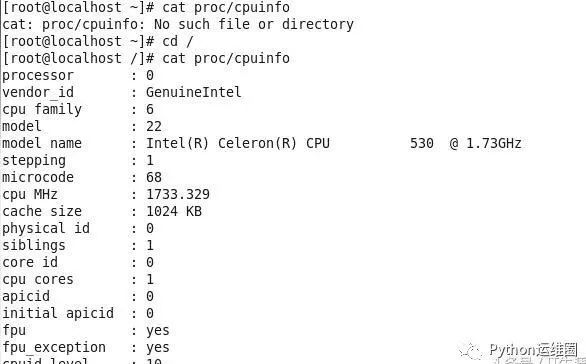 [root@localhost ~]# cat proc/cpuinfo
cat: proc/cpuinfo: No such file or directory
[root@localhost ~]# cd /
[root@localhost /]# cat proc/cpuinfo
processor : 0
vendor_id : GenuineIntel
cpu family : 6
model : 22
model name : Intel(R) Celeron(R) CPU 530 @ 1.73GHz
stepping : 1
microcode : 68
cpu MHz : 1733.329
cache size : 1024 KB
physical id : 0
siblings : 1
core id : 0
cpu cores : 1
apicid : 0
initial apicid : 0
fpu : yes
fpu_exception : yes
cpuid level : 10
Python运维圈